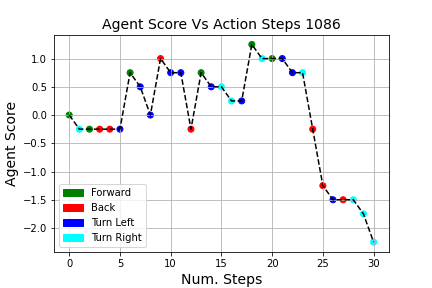 Agent Score Vs Action Steps 1086
Agent Score
1.0
0.5
0.0
−0.5
−1.0
−1.5
−2.0
Forward
Back
Turn Left
Turn Right
0 5 10 15 20 25 30
Num. Steps